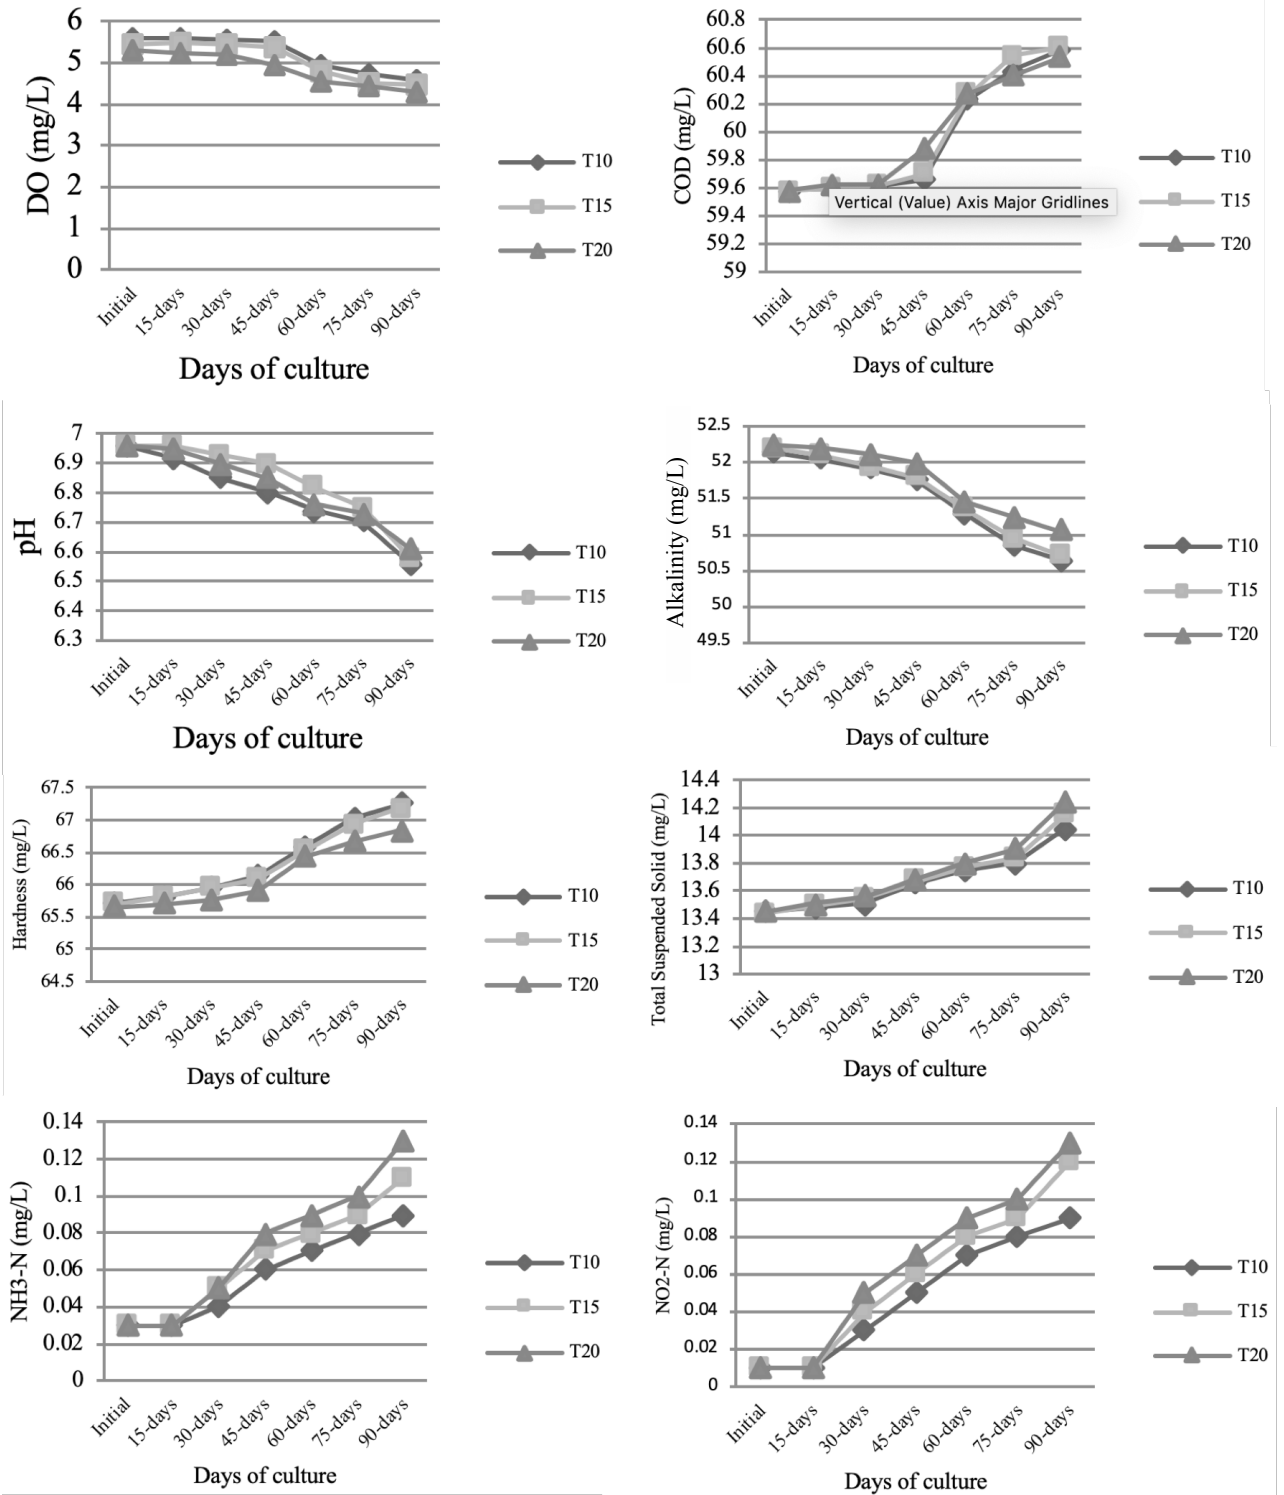 6
5
4
3
2
1
0
DO (mg/L)
Initial
15-days
30-days
45-days
60-days
75-days
90-days
Days of culture
T10
T15
T20
60.8
60.6
60.4
60.2
60
59.8
59.6
59.4
59.2
59
COD (mg/L)
Vertical (Value) Axis Major Gridlines
Initial
15-days
30-days
45-days
60-days
75-days
90-days
Days of culture
T10
T15
T20
7
6.9
6.8
6.7
6.6
6.5
6.4
6.3
pH
Initial
15-days
30-days
45-days
60-days
75-days
90-days
Days of culture
T10
T15
T20
52.5
52
51.5
51
50.5
50
49.5
Alkalinity (mg/L)
Initial
15-days
30-days
45-days
60-days
75-days
90-days
Days of culture
T10
T15
T20
67.5
67
66.5
66
65.5
65
64.5
Hardness (mg/L)
Initial
15-days
30-days
45-days
60-days
75-days
90-days
Days of culture
T10
T15
T20
14.4
14.2
14
13.8
13.6
13.4
13.2
13
Total Suspended Solid (mg/L)
Initial
15-days
30-days
45-days
60-days
75-days
90-days
Days of culture
T10
T15
T20
0.14
0.12
0.1
0.08
0.06
0.04
0.02
0
NH3-N (mg/L)
Initial
15-days
30-days
45-days
60-days
75-days
90-days
Days of culture
T10
T15
T20
0.14
0.12
0.1
0.08
0.06
0.04
0.02
0
NO2-N (mg/L)
Initial
15-days
30-days
45-days
60-days
75-days
90-days
Days of culture
T10
T15
T20